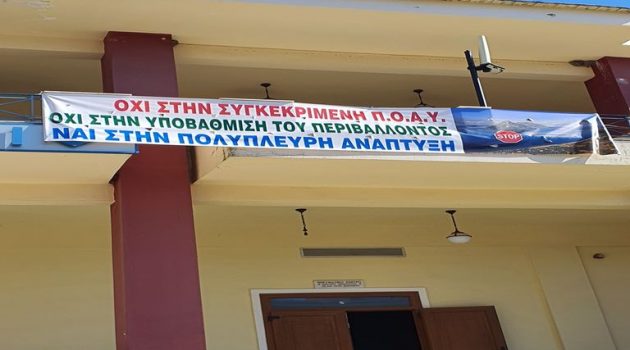 ΟΧΙ ΣΤΗΝ ΣΥΓΚΕΚΡΙΜΕΝΗ Π.Ο.Α.Υ.
ΟΧΙ ΣΤΗΝ ΥΠΟΒΑΘΜΙΣΗ ΤΟΥ ΠΕΡΙΒΑΛΛΟΝΤΟΣ
ΝΑΙ ΣΤΗΝ ΠΟΛΥΠΛΕΥΡΗ ΑΝΑΠΤΥΞΗ
STOP